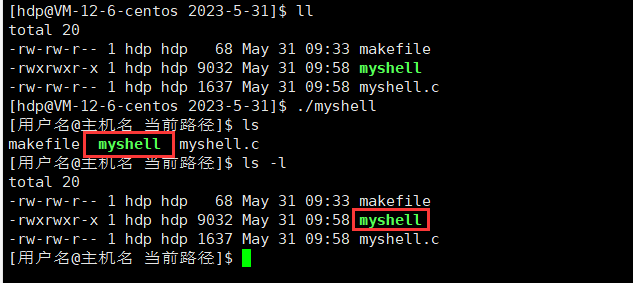 [hdp@VM-12-6-centos 2023-5-31]$ ll
total 20
-rw-rw-r-- 1 hdp hdp   68 May 31 09:33 makefile
-rwxrwxr-x 1 hdp hdp 9032 May 31 09:58 myshell
-rw-rw-r-- 1 hdp hdp 1637 May 31 09:58 myshell.c
[hdp@VM-12-6-centos 2023-5-31]$ ./myshell
[用户名@主机名 当前路径]$ ls
makefile  myshell  myshell.c
[用户名@主机名 当前路径]$ ls -l
total 20
-rw-rw-r-- 1 hdp hdp   68 May 31 09:33 makefile
-rwxrwxr-x 1 hdp hdp 9032 May 31 09:58 myshell
-rw-rw-r-- 1 hdp hdp 1637 May 31 09:58 myshell.c
[用户名@主机名 当前路径]$